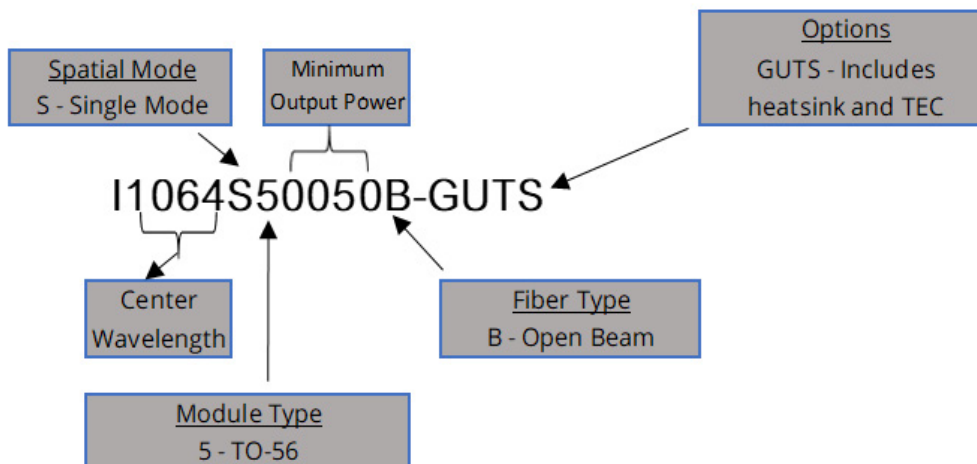 Options
GUTS - Includes
heatsink and TEC
Spatial Mode
S - Single Mode
Minimum
Output Power
I1064S50050B-GUTS
Center
Wavelength
Fiber Type
B - Open Beam
Module Type
5 - TO-56